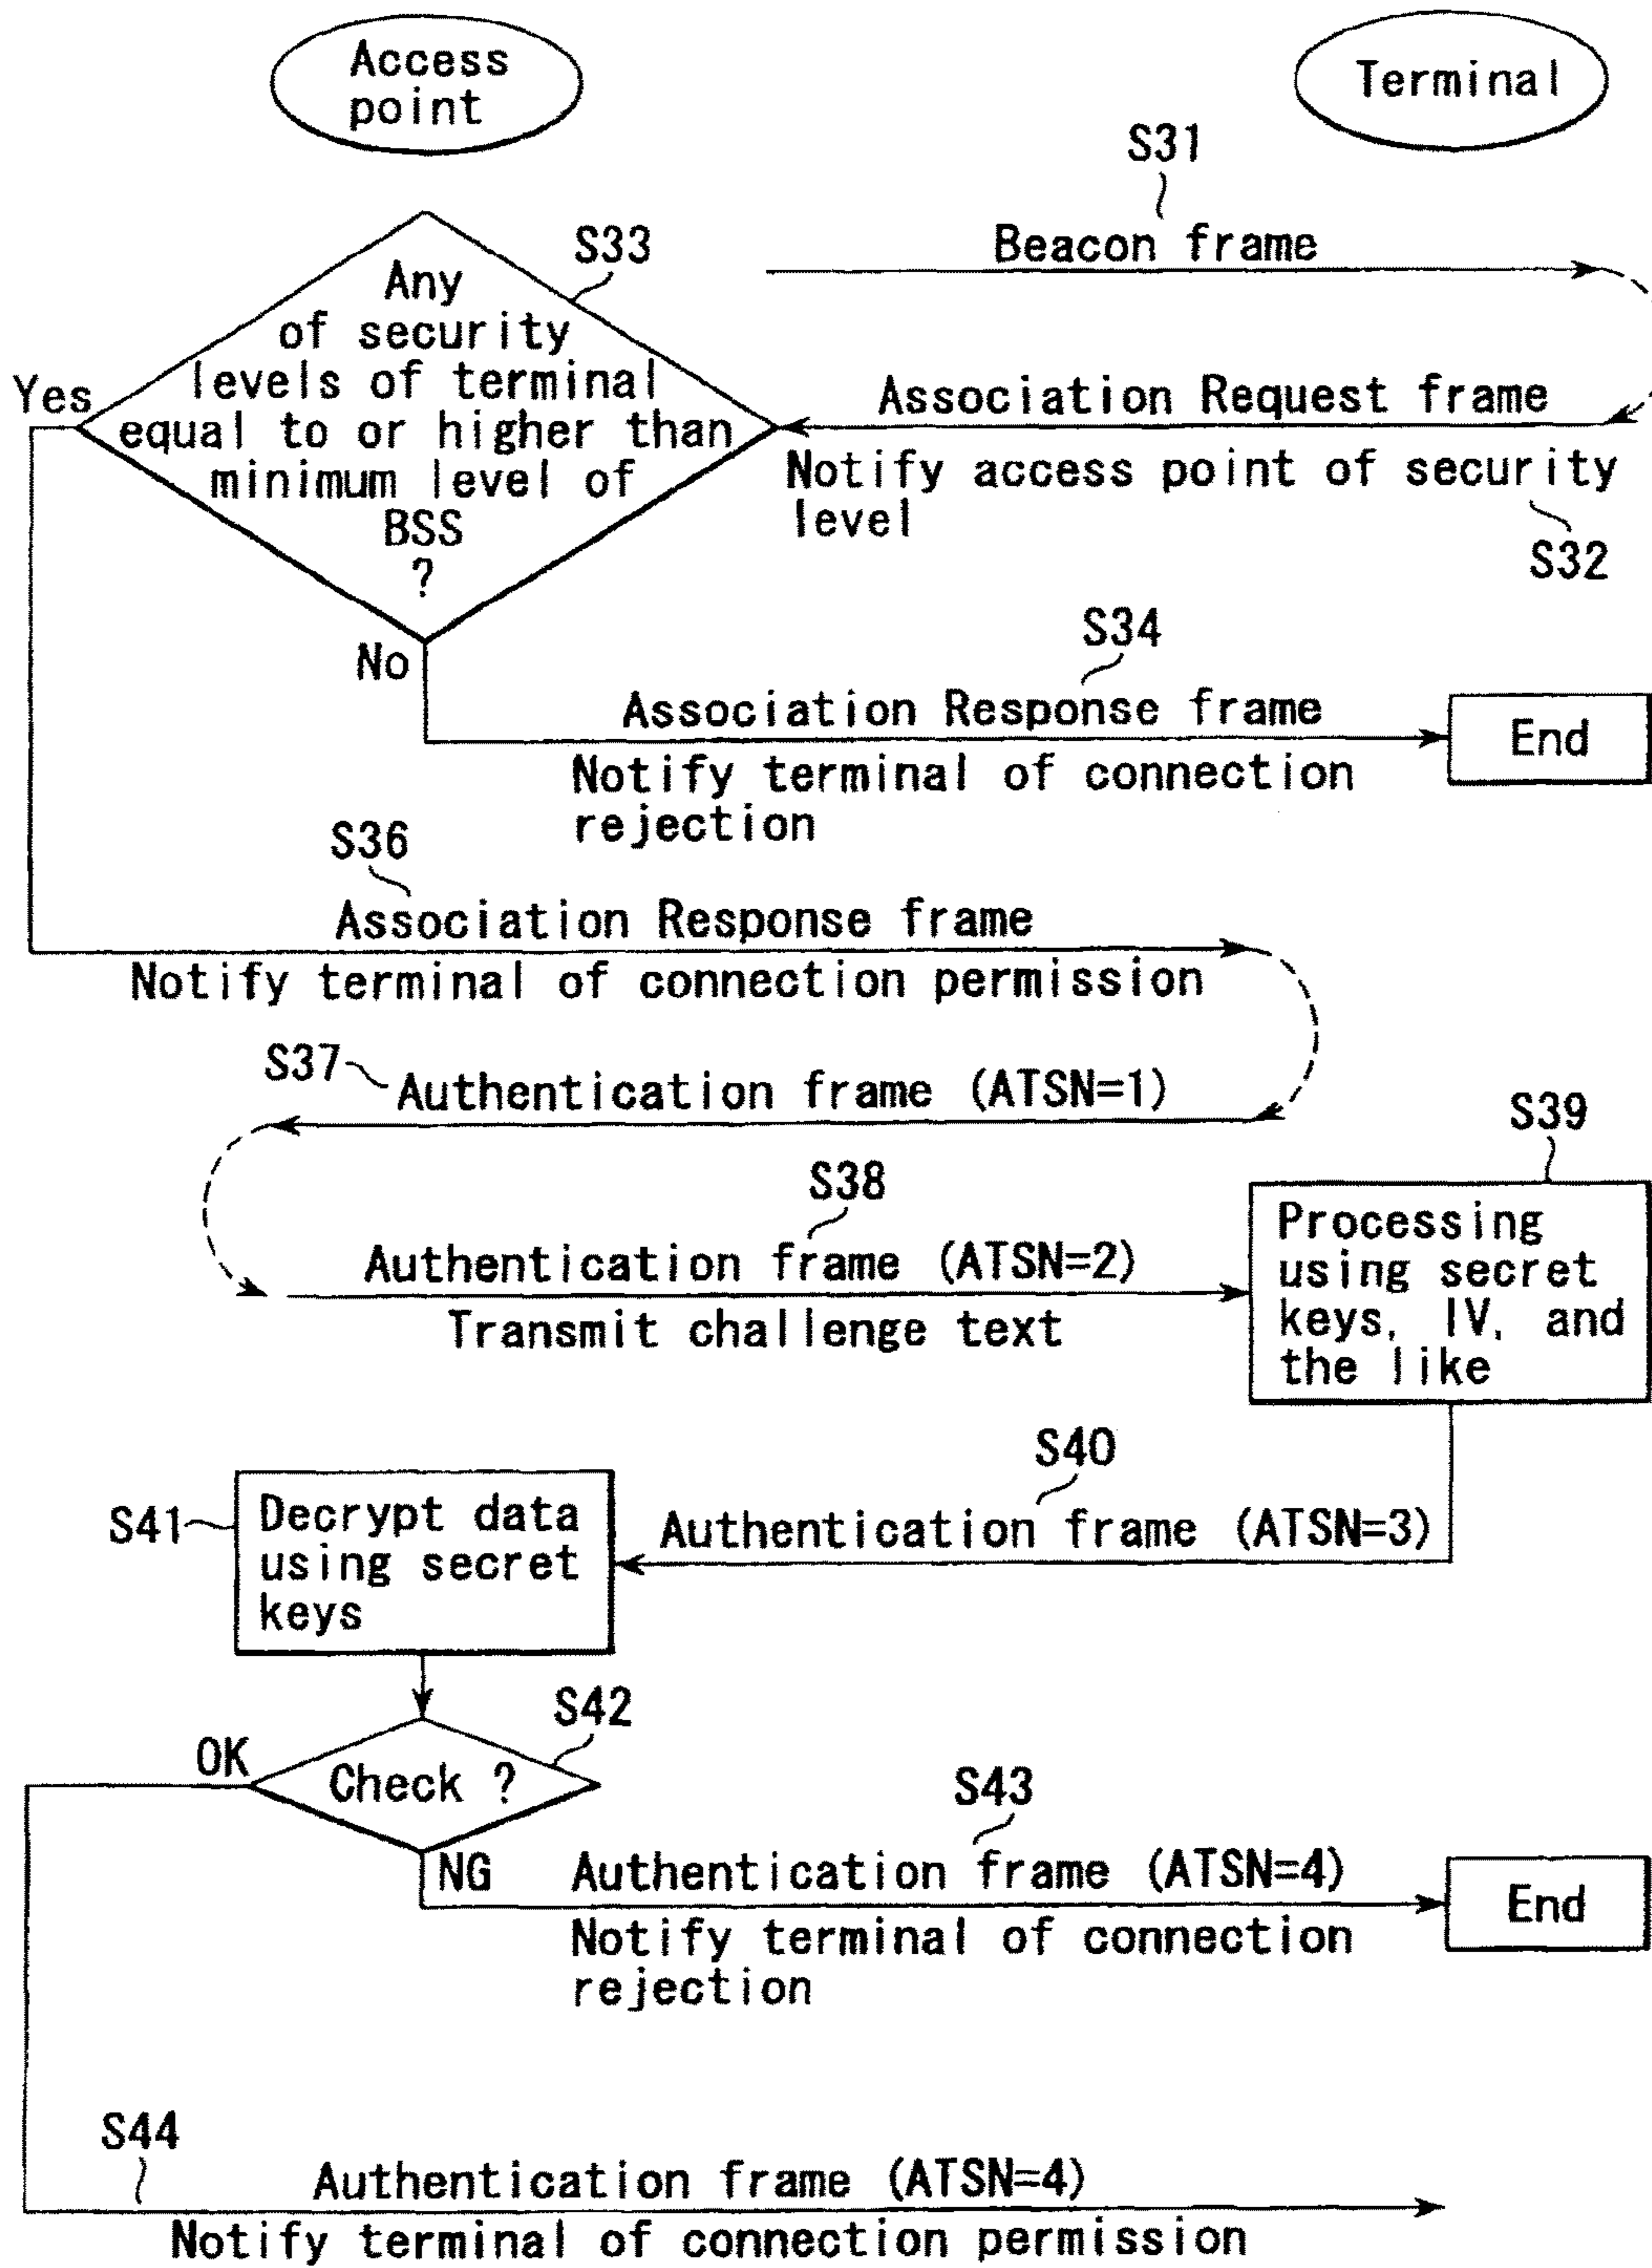 Access
point
Terminal
S31
Beacon frame
S33
Any
of security
levels of terminal
equal to or higher than
minimum level of
BSS
?
Yes
Association Request frame
Notify access point of security
level
S32
No
S34
Association Response frame
Notify terminal of connection
rejection
End
S36
Association Response frame
Notify terminal of connection permission
S37
Authentication frame (ATSN=1)
S38
Authentication frame (ATSN=2)
Transmit challenge text
S39
Processing
using secret
keys, IV, and
the like
S40
Authentication frame (ATSN=3)
S41
Decrypt data
using secret
keys
S42
Check ?
OK
NG
S43
Authentication frame (ATSN=4)
Notify terminal of connection
rejection
End
S44
Authentication frame (ATSN=4)
Notify terminal of connection permission